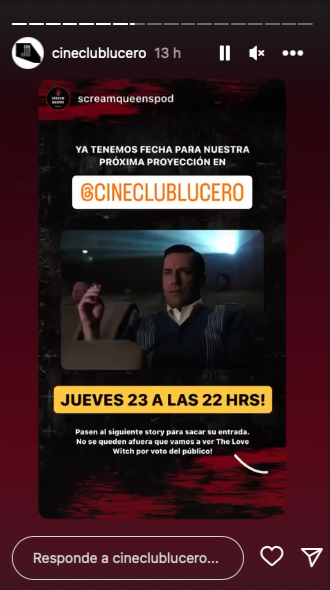 cineclublucero 13 h
screamqueenspod
YA TENEMOS FECHA PARA NUESTRA
PRÓXIMA PROYECCIÓN EN
@CINECLUBLUCERO
JUEVES 23 A LAS 22 HRS!
Pasen al siguiente story para sacar su entrada.
No se queden afuera que vamos a ver The Love
Witch por voto del público!
Responde a cineclublucero...